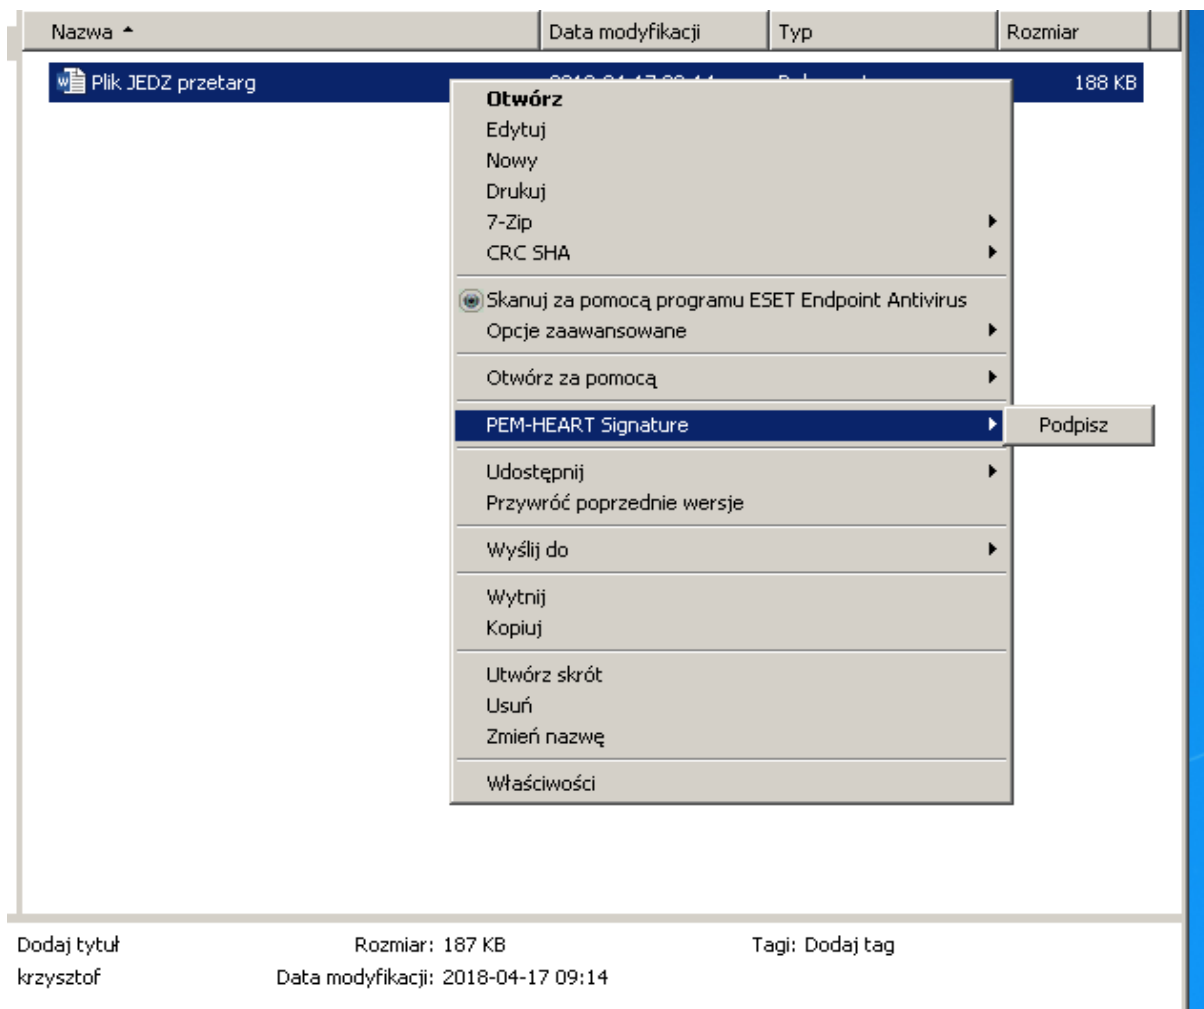 Nazwa Data modyfikacji Typ Rozmiar
Plik JEDZ przetarg 188 KB
Otwórz
Edytuj
Nowy
Drukuj
7-Zip
CRC SHA
Skanuj za pomocą programu ESET Endpoint Antivirus
Opcje zaawansowane
Otwórz za pomocą
PEM-HEART Signature Podpisz
Udostępnij
Przywróć poprzednie wersje
Wyślij do
Wytnij
Kopiuj
Utwórz skrót
Usuń
Zmień nazwę
Właściwości
Dodaj tytuł Rozmiar: 187 KB Tagi: Dodaj tag
krzysztof Data modyfikacji: 2018-04-17 09:14